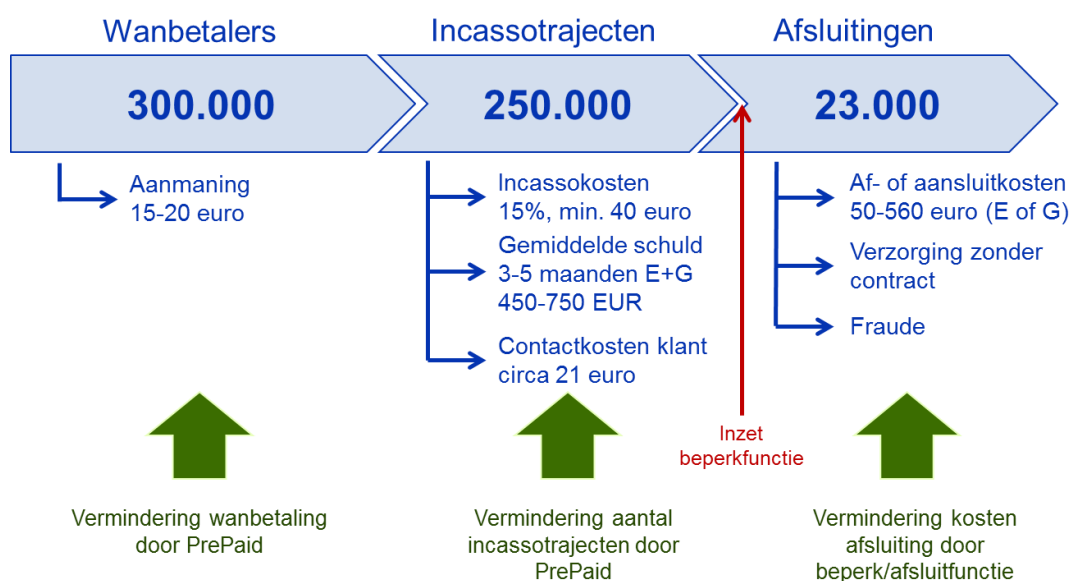 Wanbetalers
Incassotrajecten
Afsluitingen
300.000
250.000
23.000
Aanmaning
15-20 euro
Incassokosten
15%, min. 40 euro
Gemiddelde schuld
3-5 maanden E+G
450-750 EUR
Contactkosten klant
circa 21 euro
Af- of aansluitkosten
50-560 euro (E of G)
Verzorging zonder
contract
Fraude
Inzet
beperkfunctie
Vermindering wanbetaling
door PrePaid
Vermindering aantal
incassotrajecten door
PrePaid
Vermindering kosten
afsluiting door
beperk/afsluitfunctie